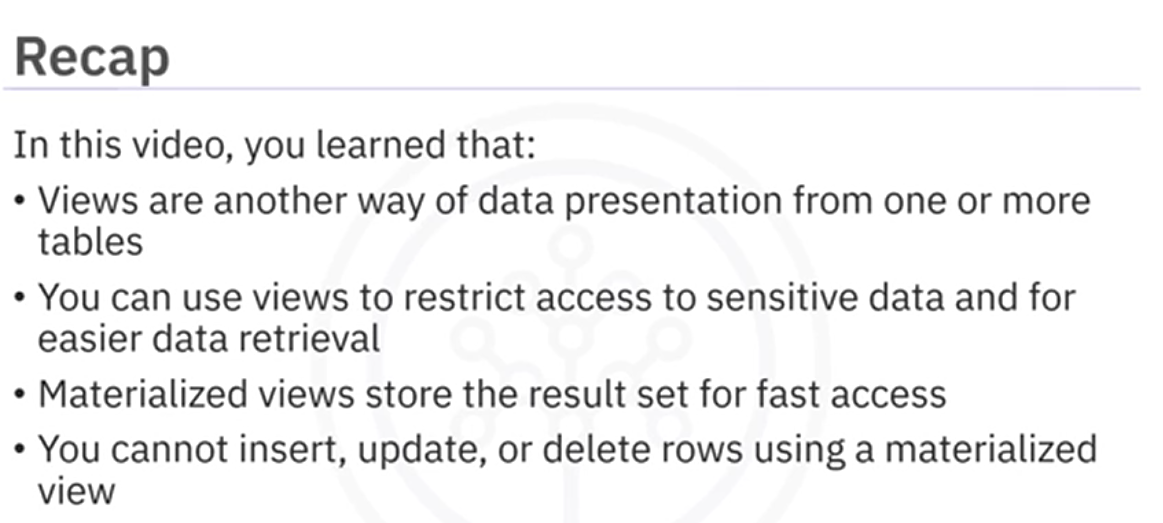 Recap
In this video, you learned that:
• Views are another way of data presentation from one or more
tables
• You can use views to restrict access to sensitive data and for
easier data retrieval
• Materialized views store the result set for fast access
• You cannot insert, update, or delete rows using a materialized
view